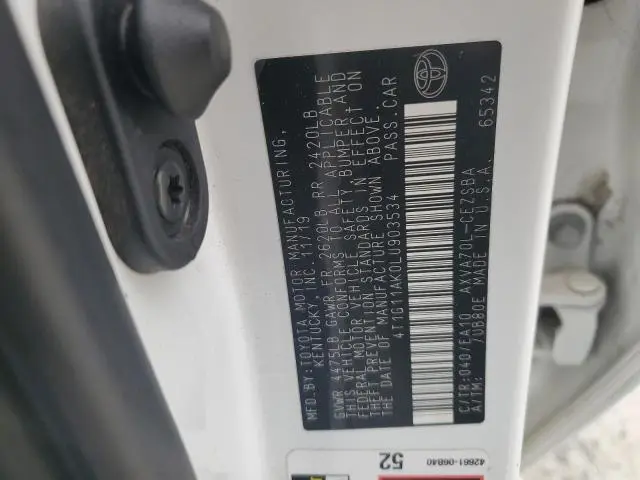 MFD.BY:TOYOTA MOTOR MANUFACTURING,
KENTUCKY, INC. 11/19
GVWR 4475LB GAWR FR 2620LB RR 2420LB
THIS VEHICLE CONFORMS TO ALL APPLICABLE
FEDERAL MOTOR VEHICLE SAFETY, BUMPER AND
THEFT PREVENTION STANDARDS IN EFFECT ON
THE DATE OF MANUFACTURE SHOWN ABOVE.
4T1G11AK0LU903534 PASS.CAR
C/TR:040/EA10 AXVA70L-CEZSBA
A/TM: 7UB80E MADE IN U.S.A. 65342
52
42661-06B40